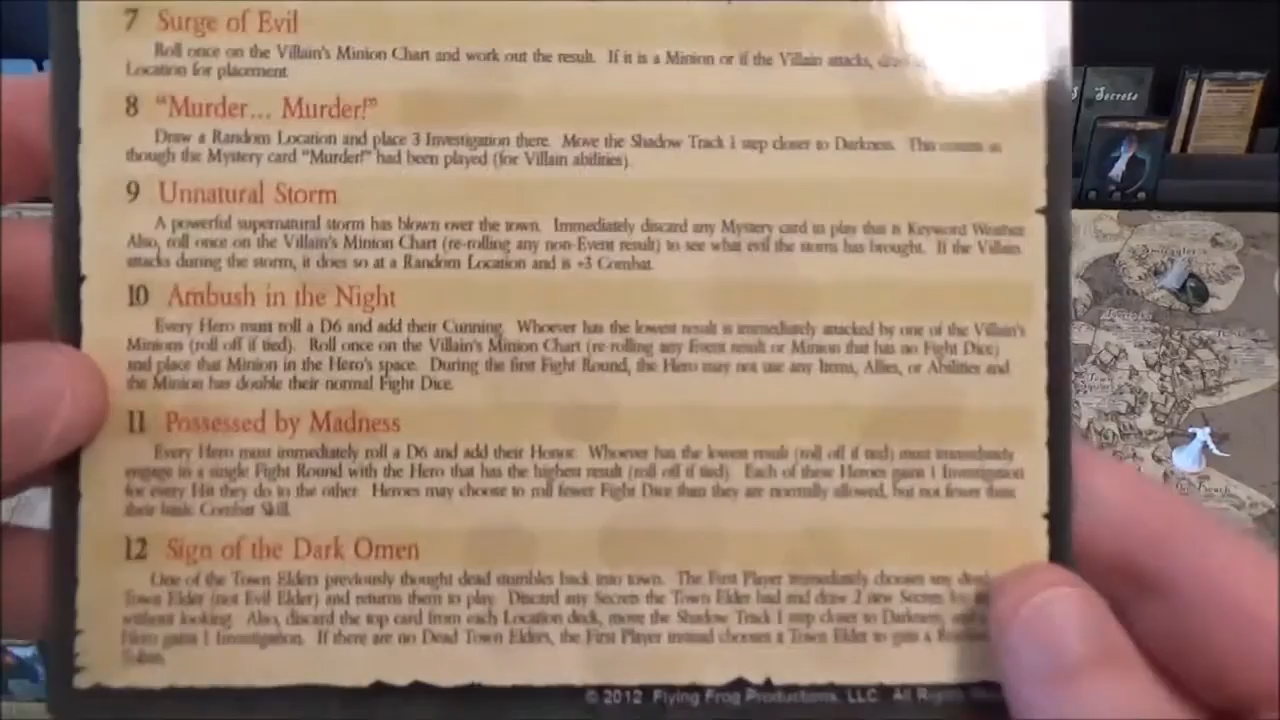 7 Surge of Evil
Roll once on the Villain's Minion Chart and work out the result. If it is a Minion or if the Villain attacks,
Location for placement.
8 "Murder... Murder!"
Draw a Random Location and place 3 Investigation there. Move the Shadow Track 1 step closer to Darkness. This counts as
though the Mystery card "Murder!" had been played (for Villain abilities).
9 Unnatural Storm
A powerful supernatural storm has blown over the town. Immediately discard any Mystery card in play that is Keyword Weather
Also, roll once on the Villain's Minion Chart (re-rolling any non-Event result) to see what evil the storm has brought. If the Villain
attacks during the storm, it does so at a Random Location and is +3 Combat.
10 Ambush in the Night
Every Hero must roll a D6 and add their Cunning. Whoever has the lowest result is immediately attacked by one of the Villain's
Minions (roll off if tied). Roll once on the Villain's Minion Chart (re-rolling any Event result or Minion that has no Fight Dice)
and place that Minion in the Hero's space. During the first Fight Round, the Hero may not use any Items, Allies, or Abilities and
the Minion has double their normal Fight Dice.
11 Possessed by Madness
Every Hero must immediately roll a D6 and add their Honor. Whoever has the lowest result (roll off if tied) must immediately
engage in a single Fight Round with the Hero that has the highest result (roll off if tied). Each of these Heroes gains 1 Investigation
for every Hit they do to the other. Heroes may choose to roll fewer Fight Dice than they are normally allowed, but not fewer than
their basic Combat Skill.
12 Sign of the Dark Omen
One of the Town Elders previously thought dead stumbles back into town. The First Player immediately chooses any dead
Town Elder (not Evil Elder) and returns them to play. Discard any Secrets the Town Elder had and draw 2 new Secrets
without looking. Also, discard the top card from each Location deck, move the Shadow Track 1 step closer to Darkness,
Hero gains 1 Investigation. If there are no Dead Town Elders, the First Player instead chooses a Town Elder to gain a
© 2012 Flying Frog Productions, LLC All
Secrets
Town